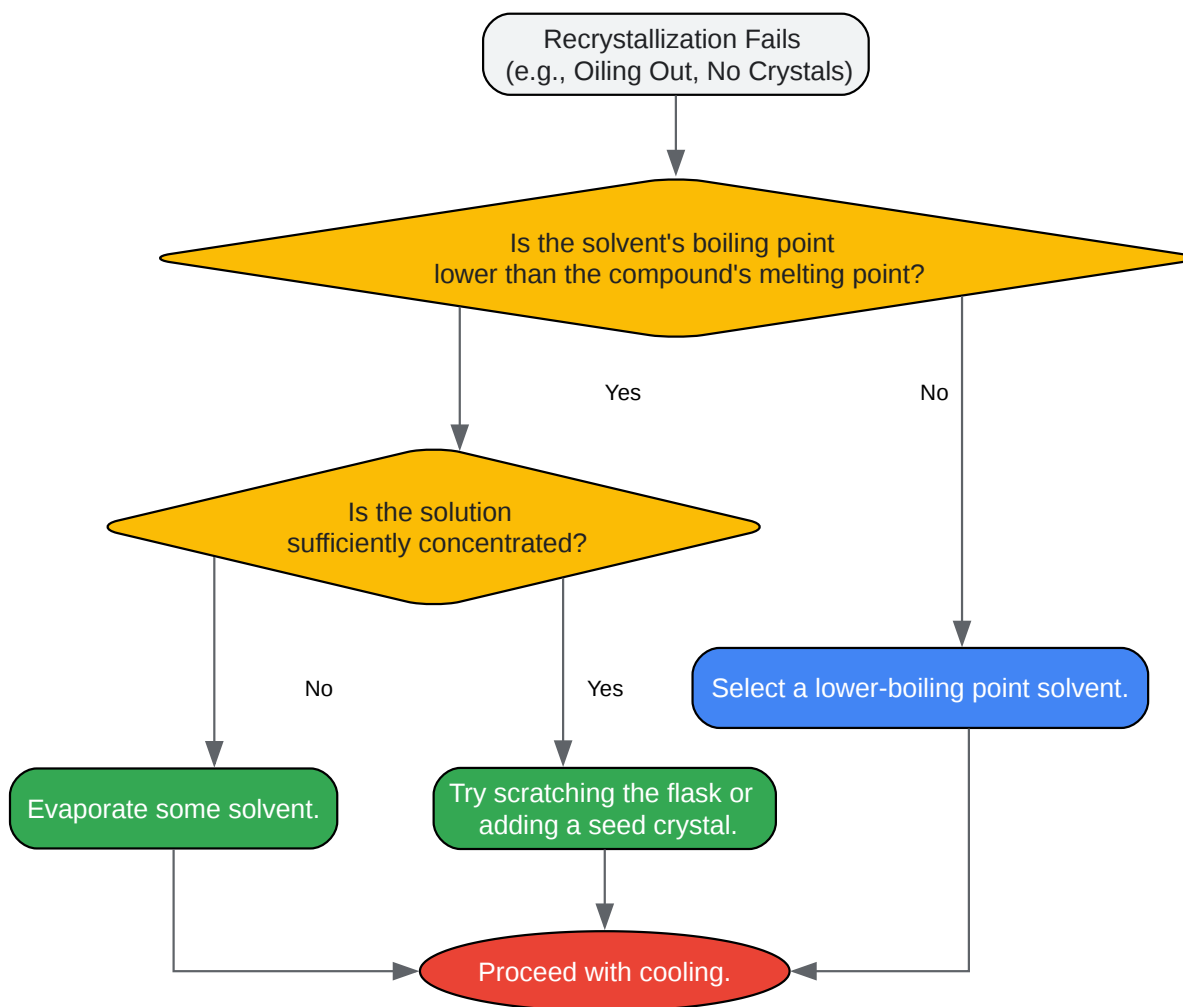 Recrystallization Fails
(e.g., Oiling Out, No Crystals)
Is the solvent's boiling point
lower than the compound's melting point?
Yes
No
Is the solution
sufficiently concentrated?
No
Yes
Select a lower-boiling point solvent.
Evaporate some solvent.
Try scratching the flask or
adding a seed crystal.
Proceed with cooling.